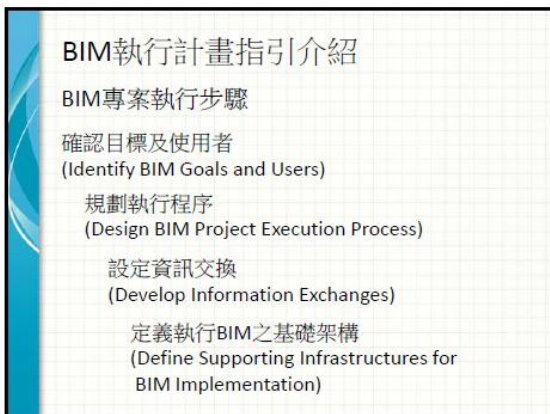 BIM執行計畫指引介紹
BIM專案執行步驟
確認目標及使用者
(Identify BIM Goals and Users)
規劃執行程序
(Design BIM Project Execution Process)
設定資訊交換
(Develop Information Exchanges)
定義執行BIM之基礎架構
(Define Supporting Infrastructures for
BIM Implementation)